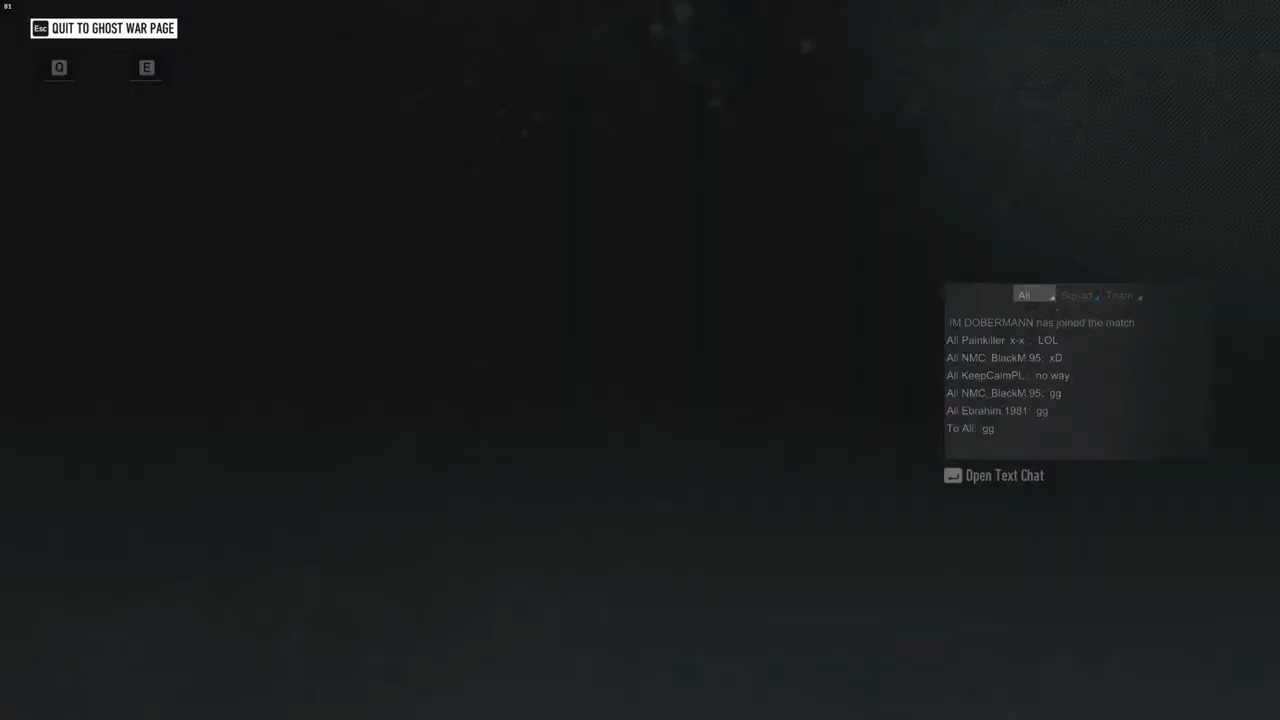 81
Esc QUIT TO GHOST WAR PAGE
Q E
All Squad Team
IM.DOBERMANN has joined the match
All Painkiller x-x : LOL
All NMC_BlackM.95: xD
All KeepCalmPL.: no way
All NMC_BlackM.95: gg
All Ebrahim.1981: gg
To All: gg
Open Text Chat